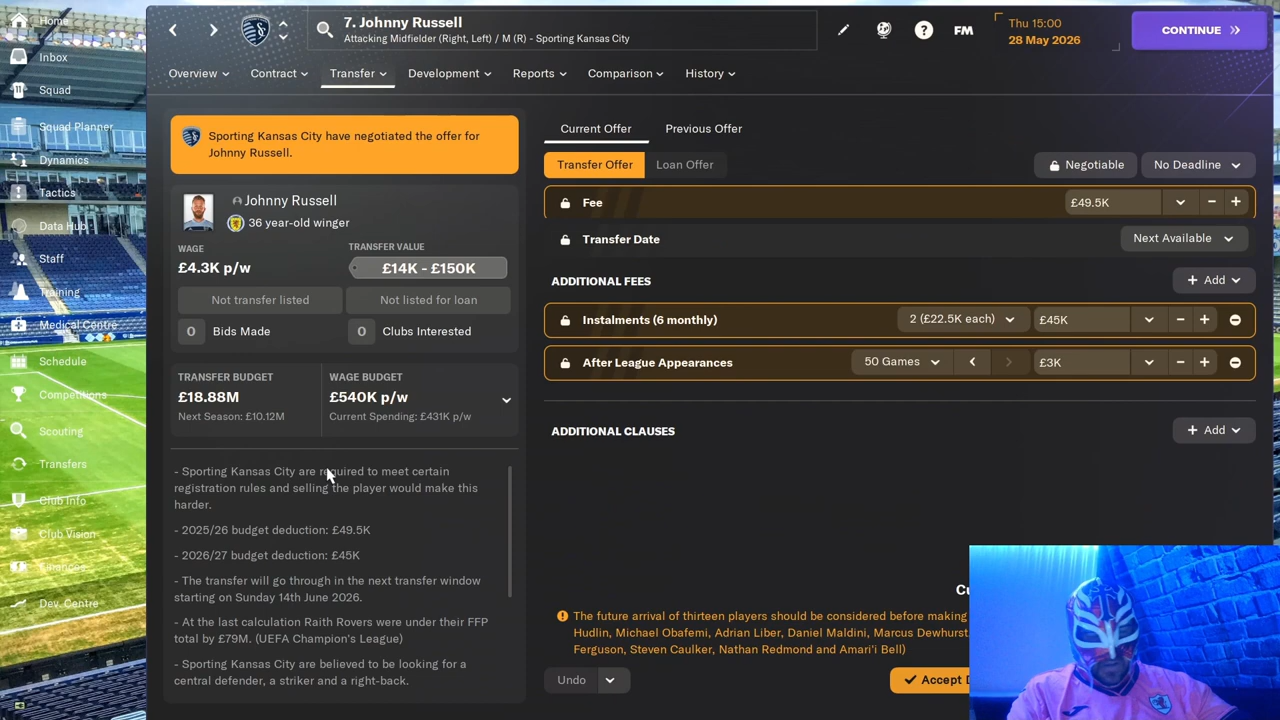 Home
Inbox
Squad
Squad Planner
Dynamics
Tactics
Data Hub
Staff
Training
Medical Centre
Schedule
Competitions
Scouting
Transfers
Club Info
Club Vision
Finances
Dev. Centre
7. Johnny Russell
Attacking Midfielder (Right, Left) / M (R) - Sporting Kansas City
?
FM
Thu 15:00
28 May 2026
CONTINUE
Overview
Contract
Transfer
Development
Reports
Comparison
History
Sporting Kansas City have negotiated the offer for
Johnny Russell.
Johnny Russell
36 year-old winger
WAGE
£4.3K p/w
TRANSFER VALUE
£14K - £150K
Not transfer listed
Not listed for loan
0 Bids Made
0 Clubs Interested
TRANSFER BUDGET
£18.88M
Next Season: £10.12M
WAGE BUDGET
£540K p/w
Current Spending: £431K p/w
- Sporting Kansas City are required to meet certain
registration rules and selling the player would make this
harder.
- 2025/26 budget deduction: £49.5K
- 2026/27 budget deduction: £45K
- The transfer will go through in the next transfer window
starting on Sunday 14th June 2026.
- At the last calculation Raith Rovers were under their FFP
total by £79M. (UEFA Champion's League)
- Sporting Kansas City are believed to be looking for a
central defender, a striker and a right-back.
Current Offer
Previous Offer
Transfer Offer
Loan Offer
Negotiable
No Deadline
Fee
£49.5K
Transfer Date
Next Available
ADDITIONAL FEES
+ Add
Instalments (6 monthly)
2 (£22.5K each)
£45K
After League Appearances
50 Games
£3K
ADDITIONAL CLAUSES
+ Add
The future arrival of thirteen players should be considered before making
Hudlin, Michael Obafemi, Adrian Liber, Daniel Maldini, Marcus Dewhurst,
Ferguson, Steven Caulker, Nathan Redmond and Amari'i Bell)
Undo
Accept